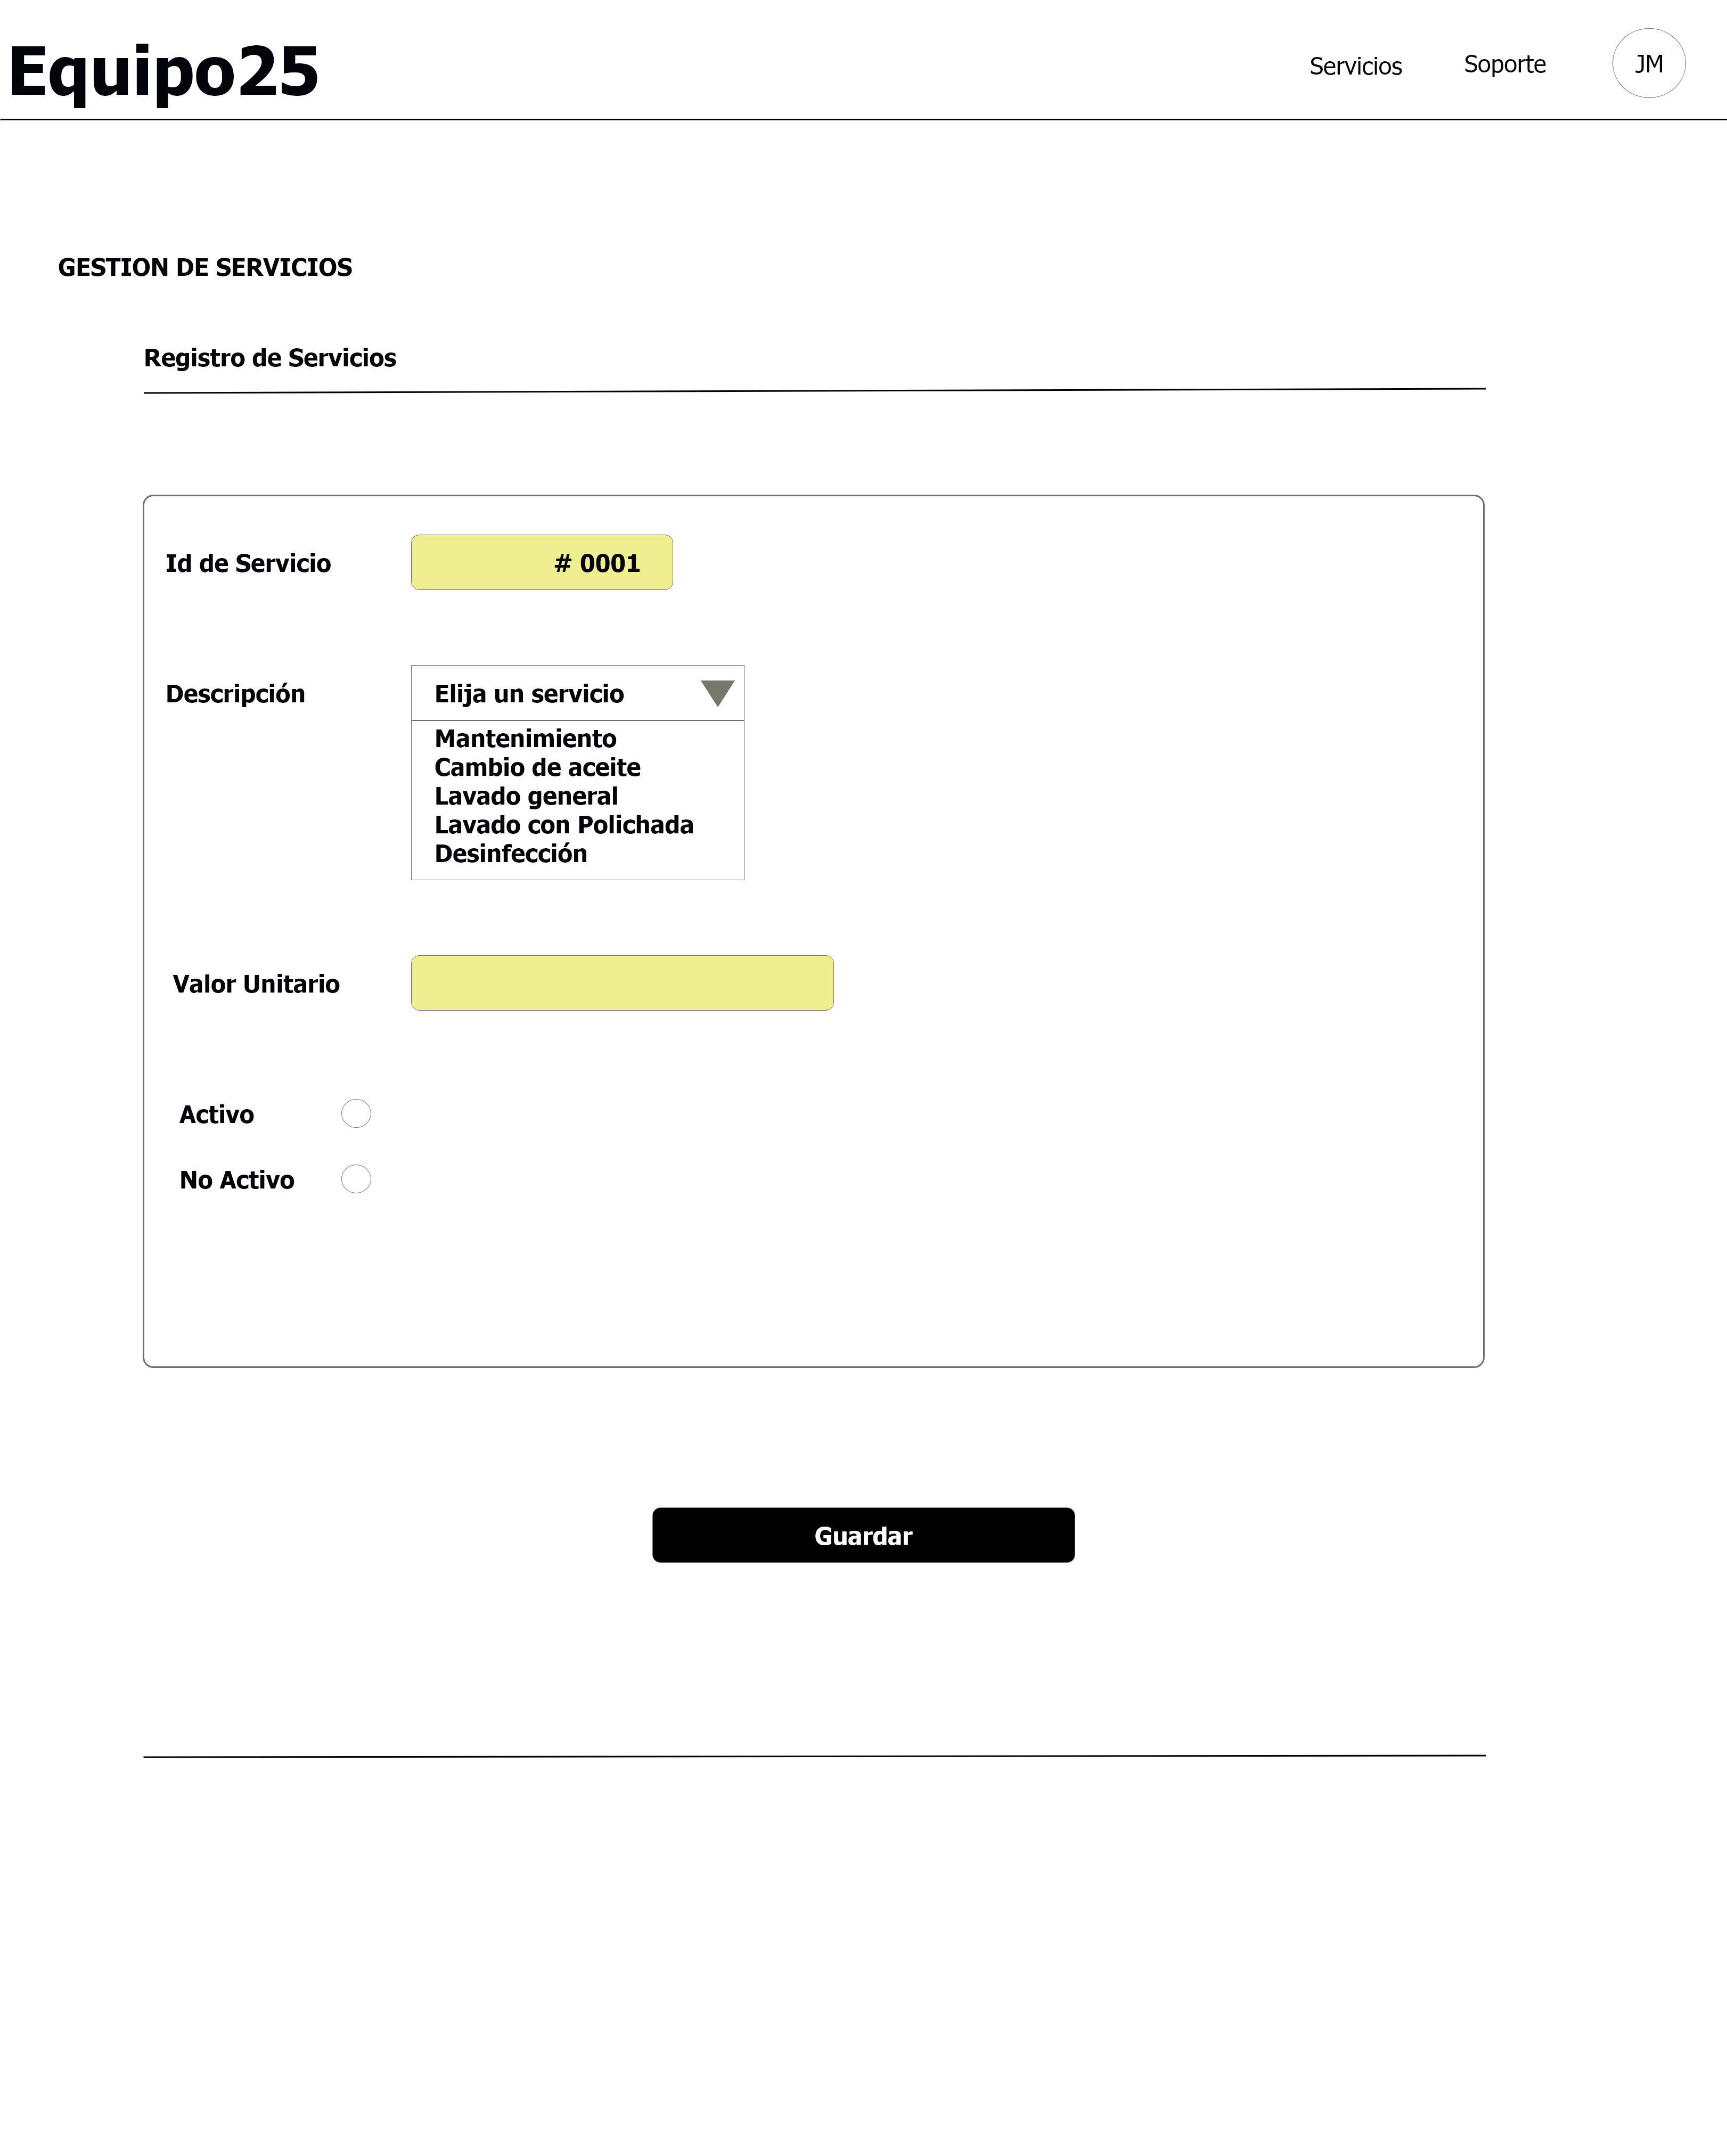 Equipo25
Servicios
Soporte
JM
GESTION DE SERVICIOS
Registro de Servicios
Id de Servicio
# 0001
Descripción
Elija un servicio
Mantenimiento
Cambio de aceite
Lavado general
Lavado con Polichada
Desinfección
Valor Unitario
Activo
No Activo
Guardar